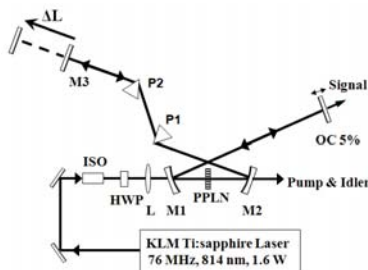 ΔL
M3
P2
P1
Signal
OC 5%
ISO
HWP
L
M1
PPLN
M2
Pump & Idler
KLM Ti:sapphire Laser
76 MHz, 814 nm, 1.6 W